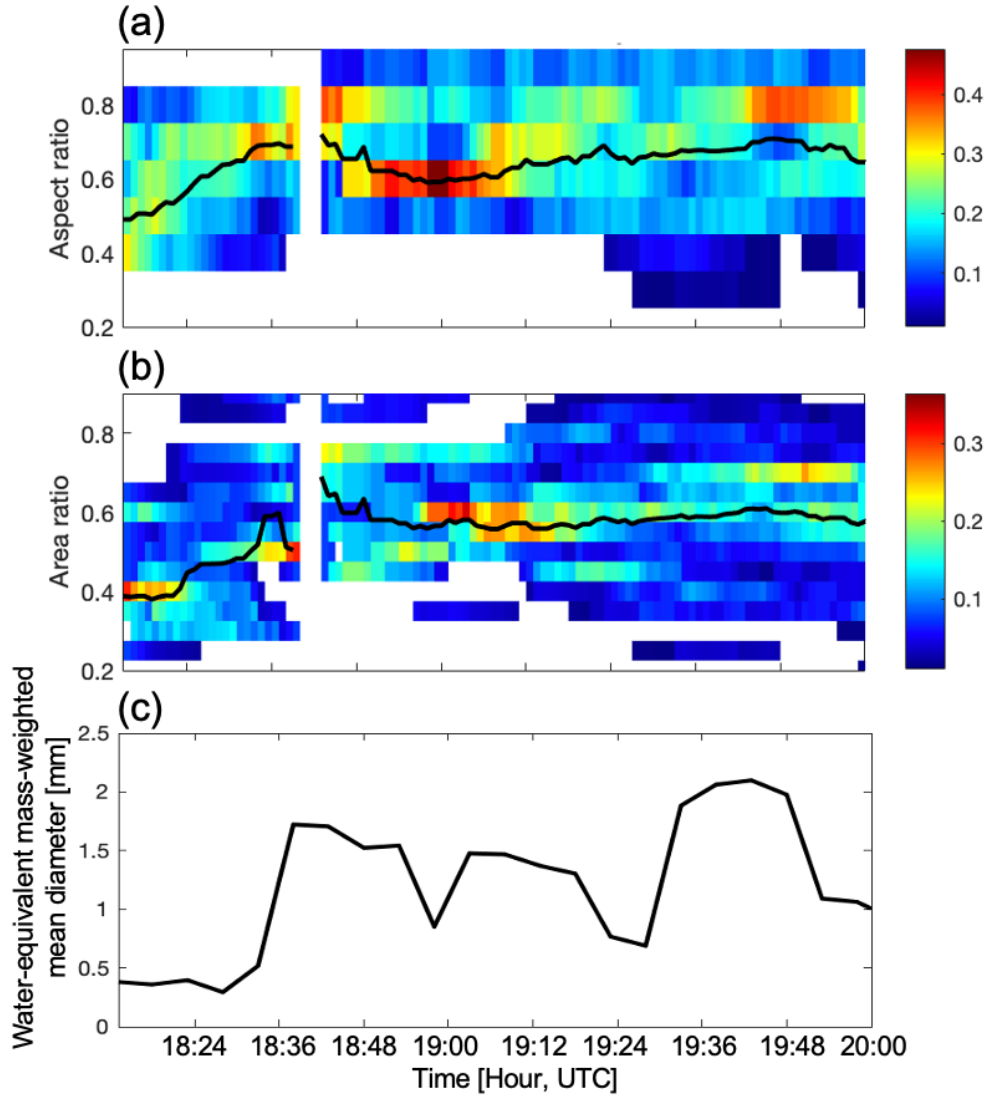 (a)
Aspect ratio
0.8
0.6
0.4
0.2
0.4
0.3
0.2
0.1
(b)
Area ratio
0.8
0.6
0.4
0.2
0.3
0.2
0.1
(c)
Water-equivalent mass-weighted
mean diameter [mm]
2.5
2
1.5
1
0.5
0
18:24 18:36 18:48 19:00 19:12 19:24 19:36 19:48 20:00
Time [Hour, UTC]